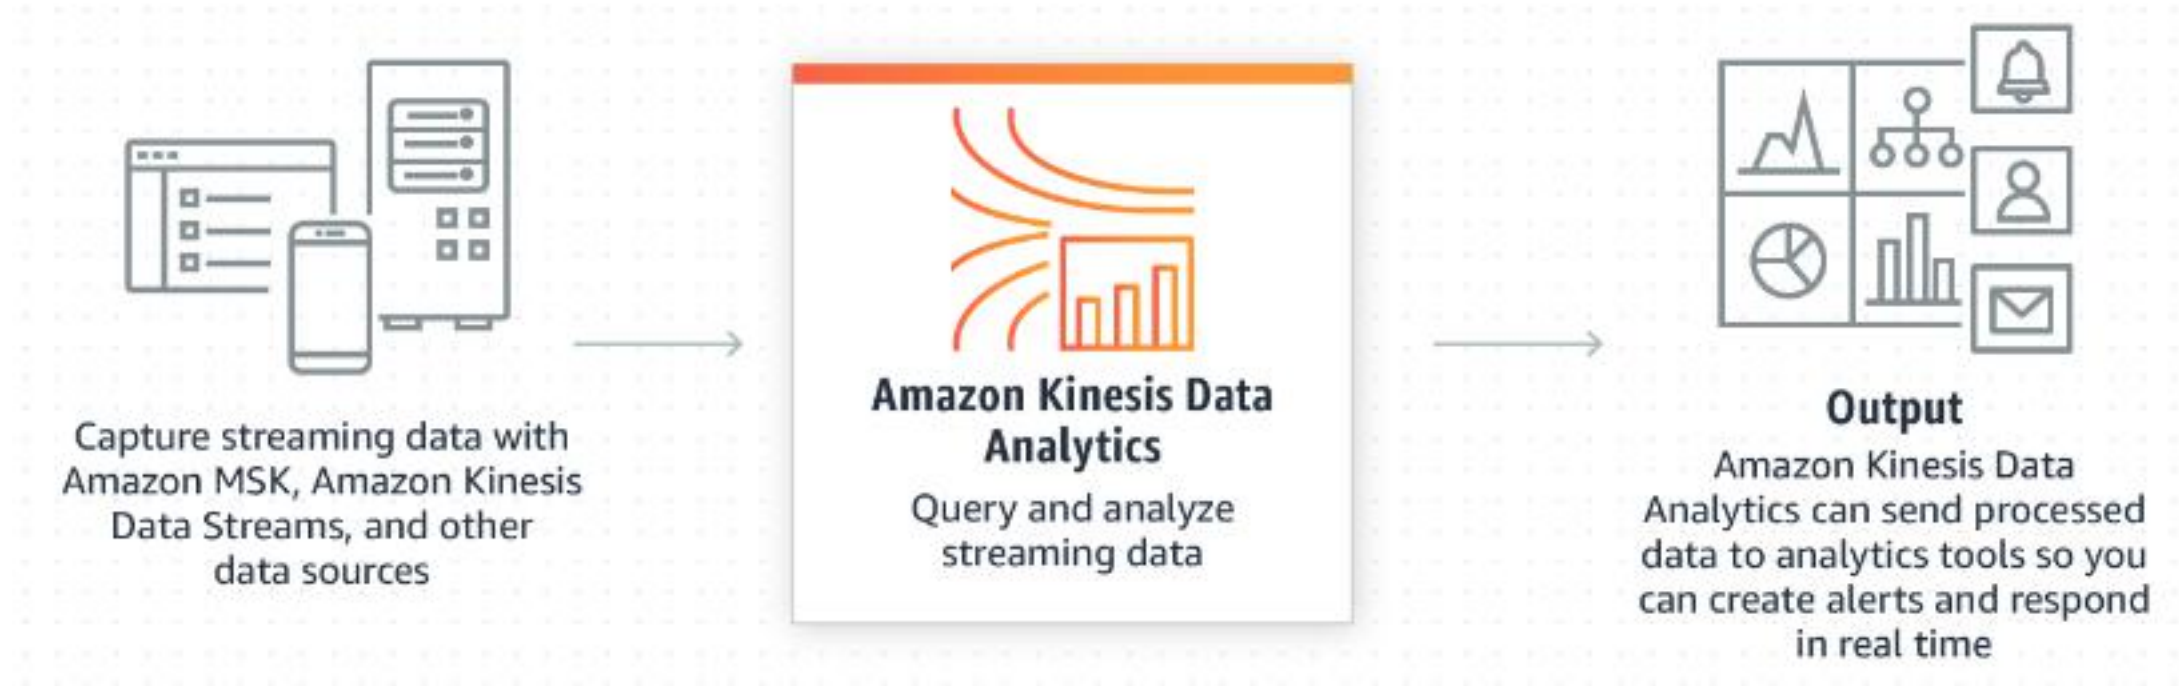 Capture streaming data with
Amazon MSK, Amazon Kinesis
Data Streams, and other
data sources
Amazon Kinesis Data
Analytics
Query and analyze
streaming data
Output
Amazon Kinesis Data
Analytics can send processed
data to analytics tools so you
can create alerts and respond
in real time